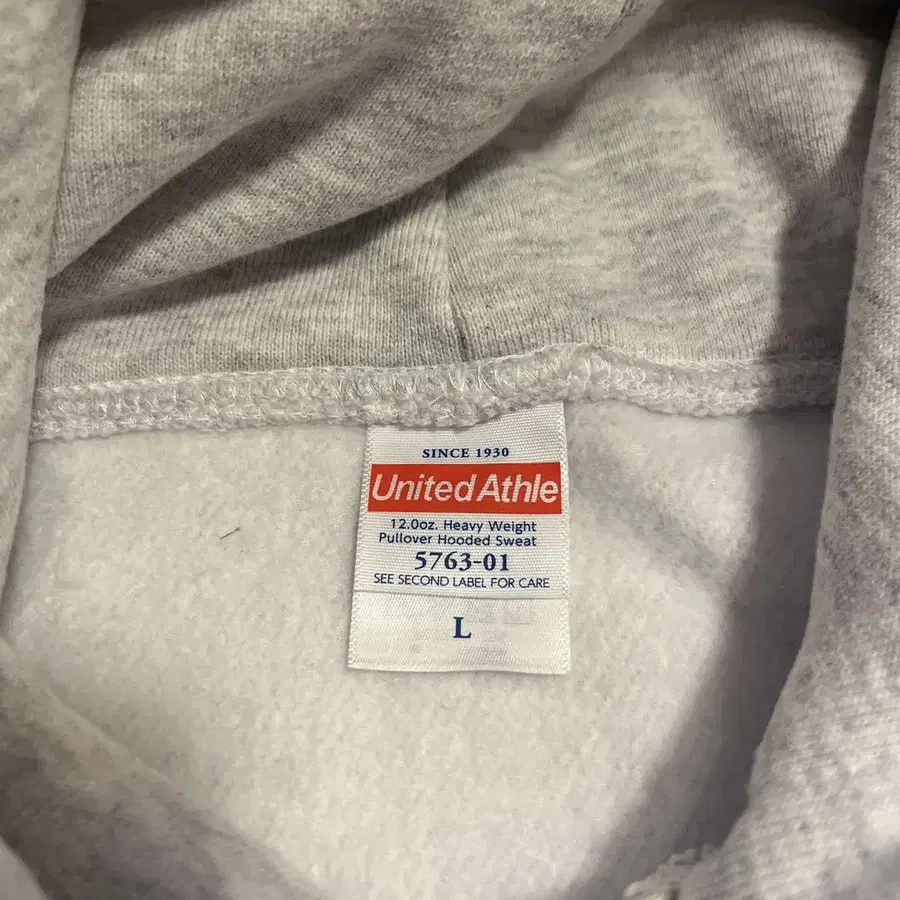 SINCE 1930
United Athle
12.0oz. Heavy Weight
Pullover Hooded Sweat
5763-01
SEE SECOND LABEL FOR CARE
L